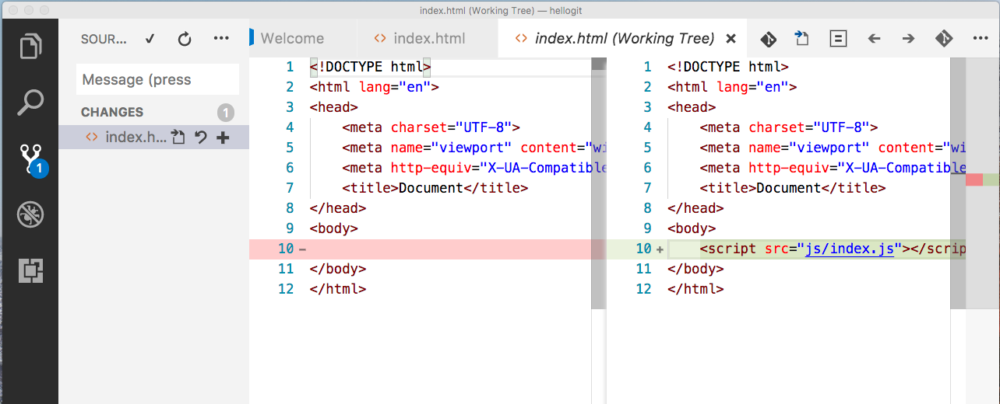 index.html (Working Tree) — hellogit
SOUR... ✓ ...
Welcome <> index.html <> index.html (Working Tree) × ...
Message (press
CHANGES 1
<> index.h...
1
1 <!DOCTYPE html>
2 <html lang="en">
3 <head>
4 <meta charset="UTF-8">
5 <meta name="viewport" content="wi
6 <meta http-equiv="X-UA-Compatible
7 <title>Document</title>
8 </head>
9 <body>
10 −
11 </body>
12 </html>
1 <!DOCTYPE html>
2 <html lang="en">
3 <head>
4 <meta charset="UTF-8">
5 <meta name="viewport" content="wi
6 <meta http-equiv="X-UA-Compatible
7 <title>Document</title>
8 </head>
9 <body>
10 + <script src="js/index.js"></scrip
11 </body>
12 </html>